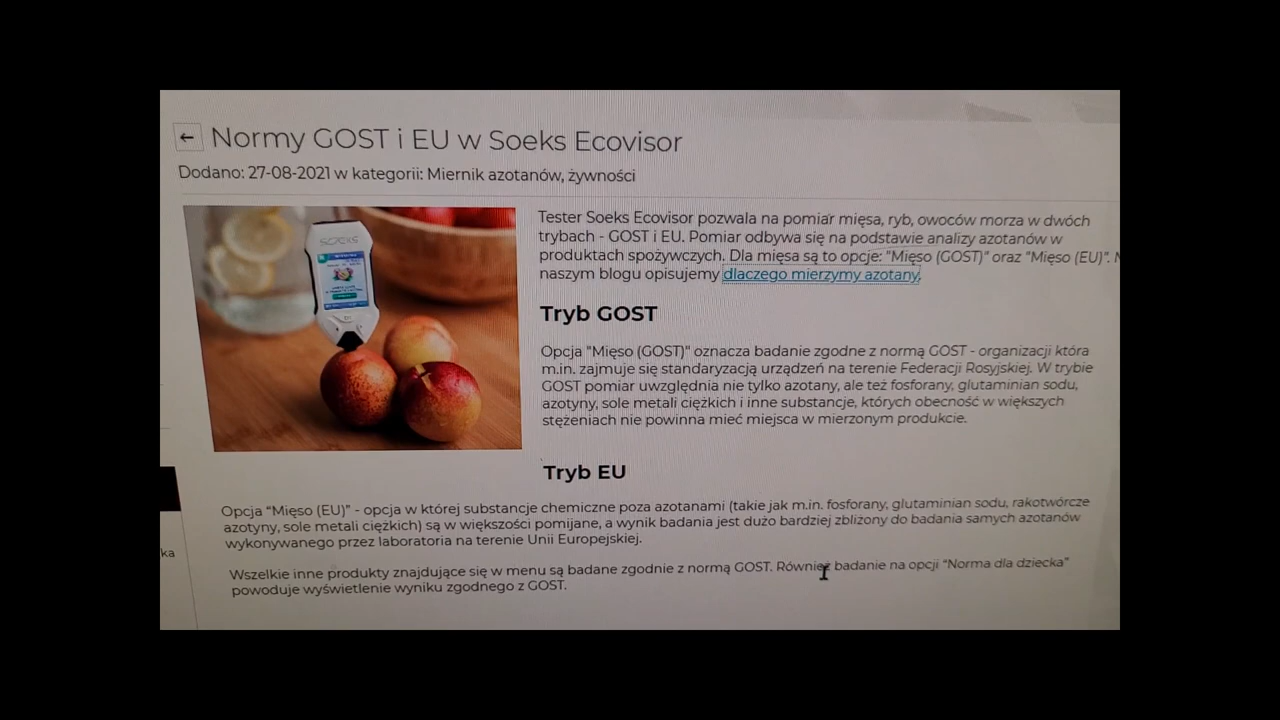 ← Normy GOST i EU w Soeks Ecovisor
Dodano: 27-08-2021 w kategorii: Miernik azotanów, żywności
SOEKS
Tester Soeks Ecovisor pozwala na pomiar mięsa, ryb, owoców morza w dwóch
trybach - GOST i EU. Pomiar odbywa się na podstawie analizy azotanów w
produktach spożywczych. Dla mięsa są to opcje: "Mięso (GOST)" oraz "Mięso (EU)".
naszym blogu opisujemy dlaczego mierzymy azotany.
Tryb GOST
Opcja "Mięso (GOST)" oznacza badanie zgodne z normą GOST - organizacji która
m.in. zajmuje się standaryzacją urządzeń na terenie Federacji Rosyjskiej. W trybie
GOST pomiar uwzględnia nie tylko azotany, ale też fosforany, glutaminian sodu,
azotyny, sole metali ciężkich i inne substancje, których obecność w większych
stężeniach nie powinna mieć miejsca w mierzonym produkcie.
Tryb EU
Opcja "Mięso (EU)" - opcja w której substancje chemiczne poza azotanami (takie jak m.in. fosforany, glutaminian sodu, rakotwórcze
azotyny, sole metali ciężkich) są w większości pomijane, a wynik badania jest dużo bardziej zblizony do badania samych azotanów
wykonywanego przez laboratoria na terenie Unii Europejskiej.
ka
Wszelkie inne produkty znajdujące się w menu są badane zgodnie z normą GOST. Również badanie na opcji "Norma dla dziecka"
powoduje wyświetlenie wyniku zgodnego z GOST.